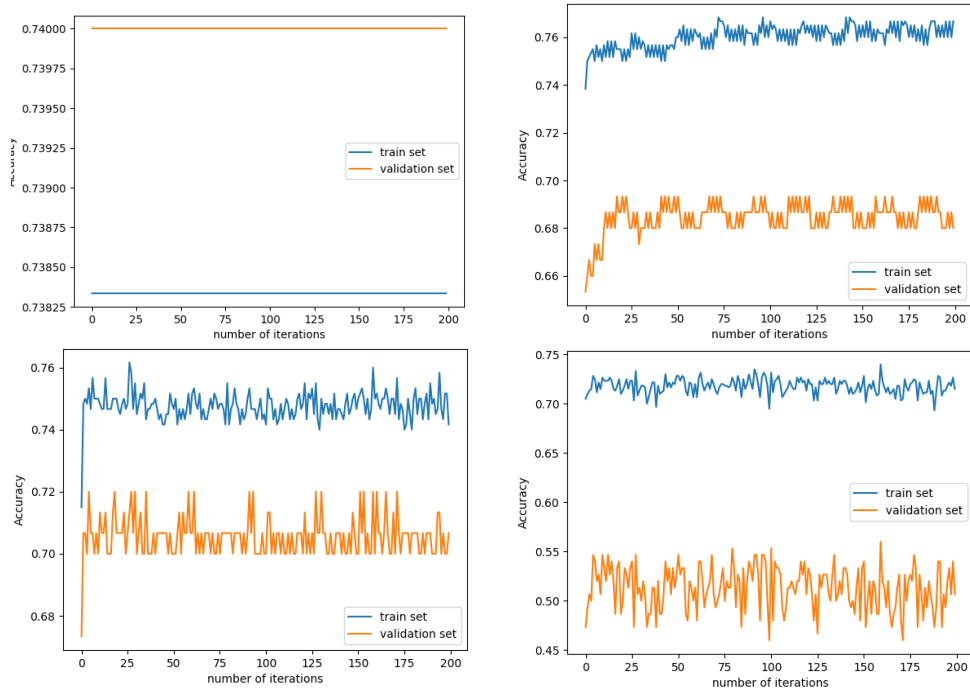 0.74000
0.73975
0.73950
0.73925
0.73900
0.73875
0.73850
0.73825
Accuracy
train set
validation set
0 25 50 75 100 125 150 175 200
number of iterations
0.76
0.74
0.72
0.70
0.68
0.66
Accuracy
train set
validation set
0 25 50 75 100 125 150 175 200
number of iterations
0.76
0.74
0.72
0.70
0.68
Accuracy
train set
validation set
0 25 50 75 100 125 150 175 200
number of iterations
0.75
0.70
0.65
0.60
0.55
0.50
0.45
Accuracy
train set
validation set
0 25 50 75 100 125 150 175 200
number of iterations